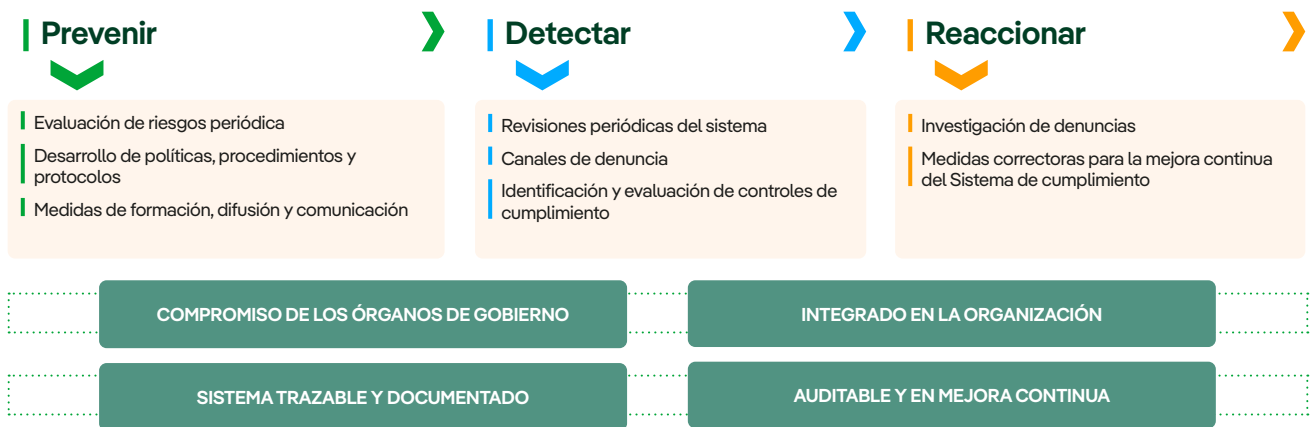 Prevenir
Evaluación de riesgos periódica
Desarrollo de políticas, procedimientos y
protocolos
Medidas de formación, difusión y comunicación
Detectar
Revisiones periódicas del sistema
Canales de denuncia
Identificación y evaluación de controles de
cumplimiento
Reaccionar
Investigación de denuncias
Medidas correctoras para la mejora continua
del Sistema de cumplimiento
COMPROMISO DE LOS ÓRGANOS DE GOBIERNO
INTEGRADO EN LA ORGANIZACIÓN
SISTEMA TRAZABLE Y DOCUMENTADO
AUDITABLE Y EN MEJORA CONTINUA